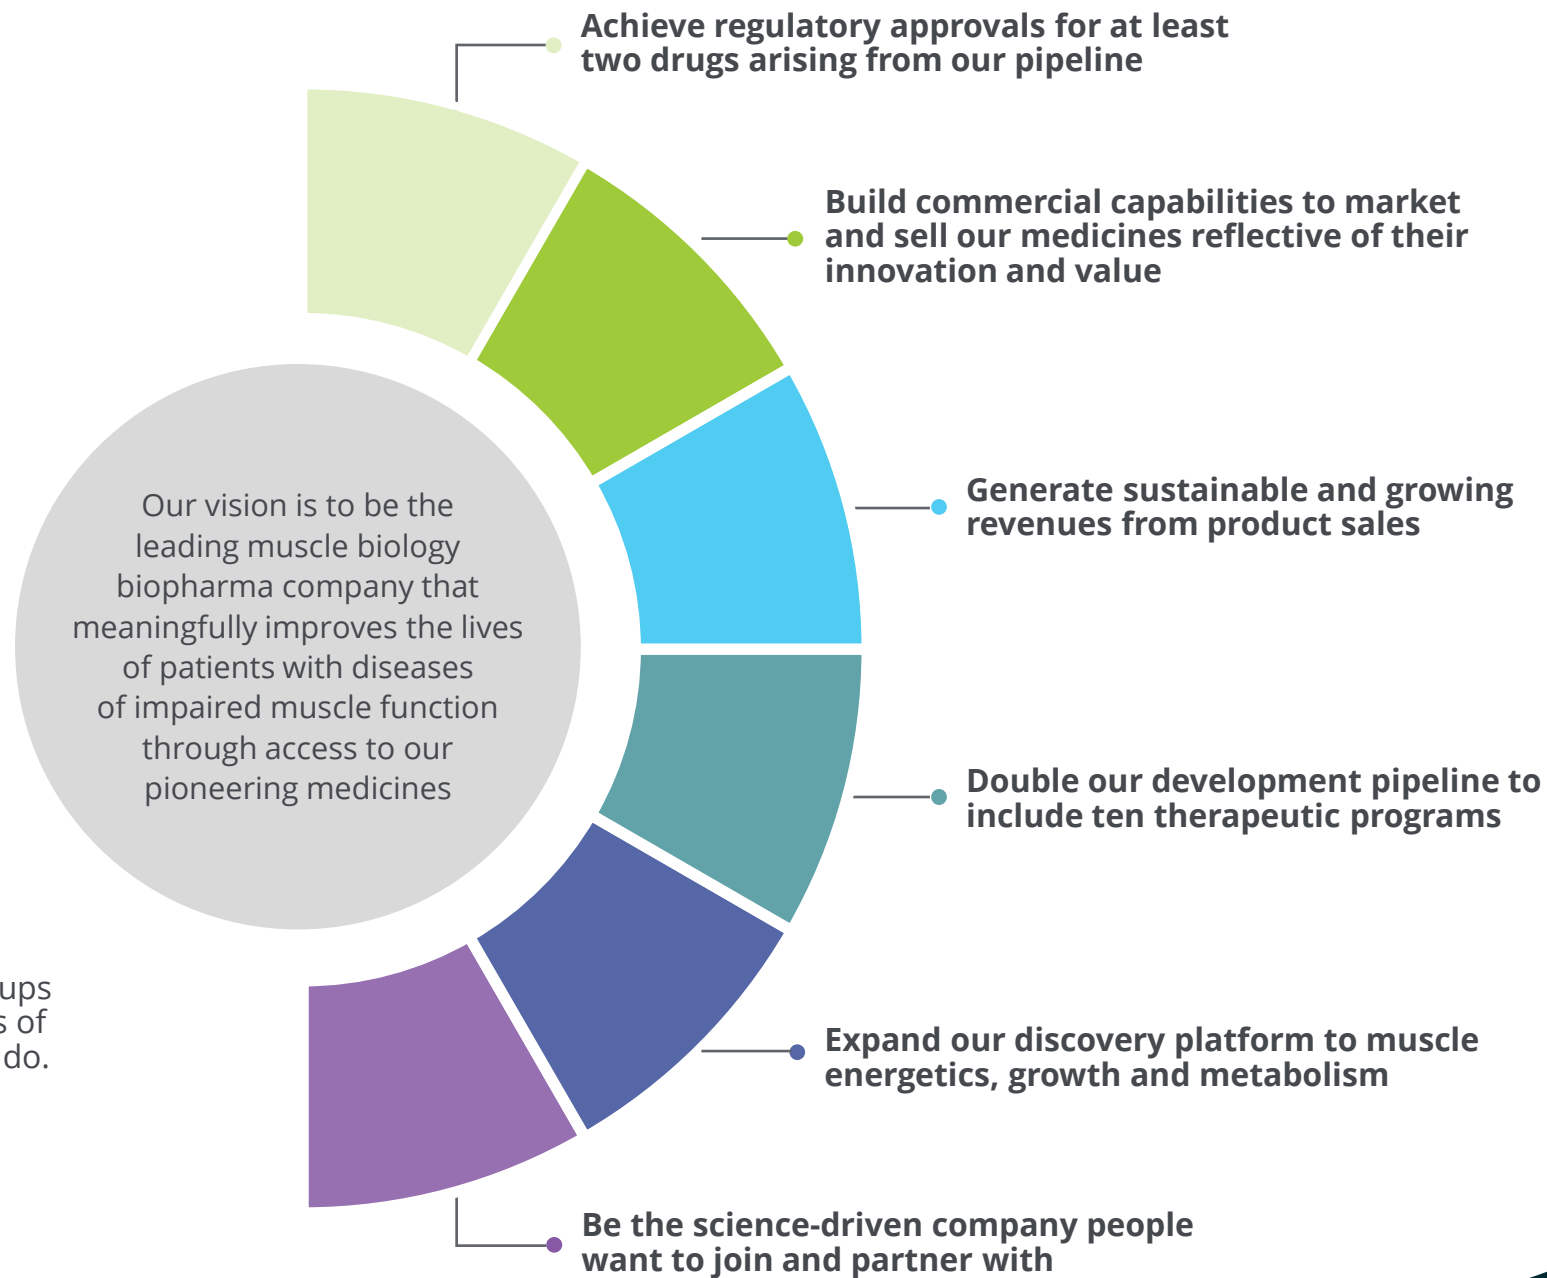 Achieve regulatory approvals for at least
two drugs arising from our pipeline
Build commercial capabilities to market
and sell our medicines reflective of their
innovation and value
Generate sustainable and growing
revenues from product sales
Our vision is to be the
leading muscle biology
biopharma company that
meaningfully improves the lives
of patients with diseases
of impaired muscle function
through access to our
pioneering medicines
Double our development pipeline to
include ten therapeutic programs
ups
s of
do.
Expand our discovery platform to muscle
energetics, growth and metabolism
Be the science-driven company people
want to join and partner with